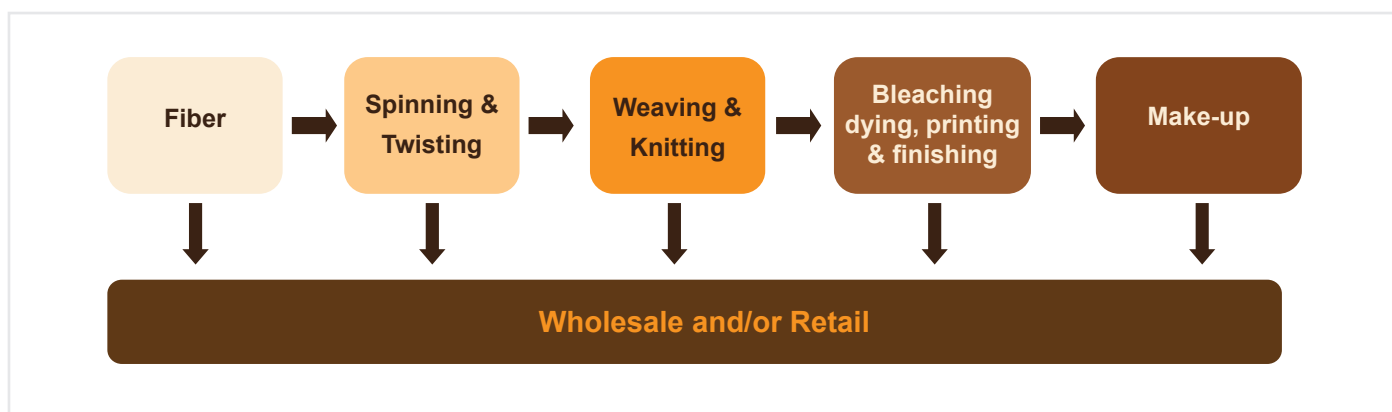 Fiber
Spinning &
Twisting
Weaving &
Knitting
Bleaching
dying, printing
& finishing
Make-up
Wholesale and/or Retail